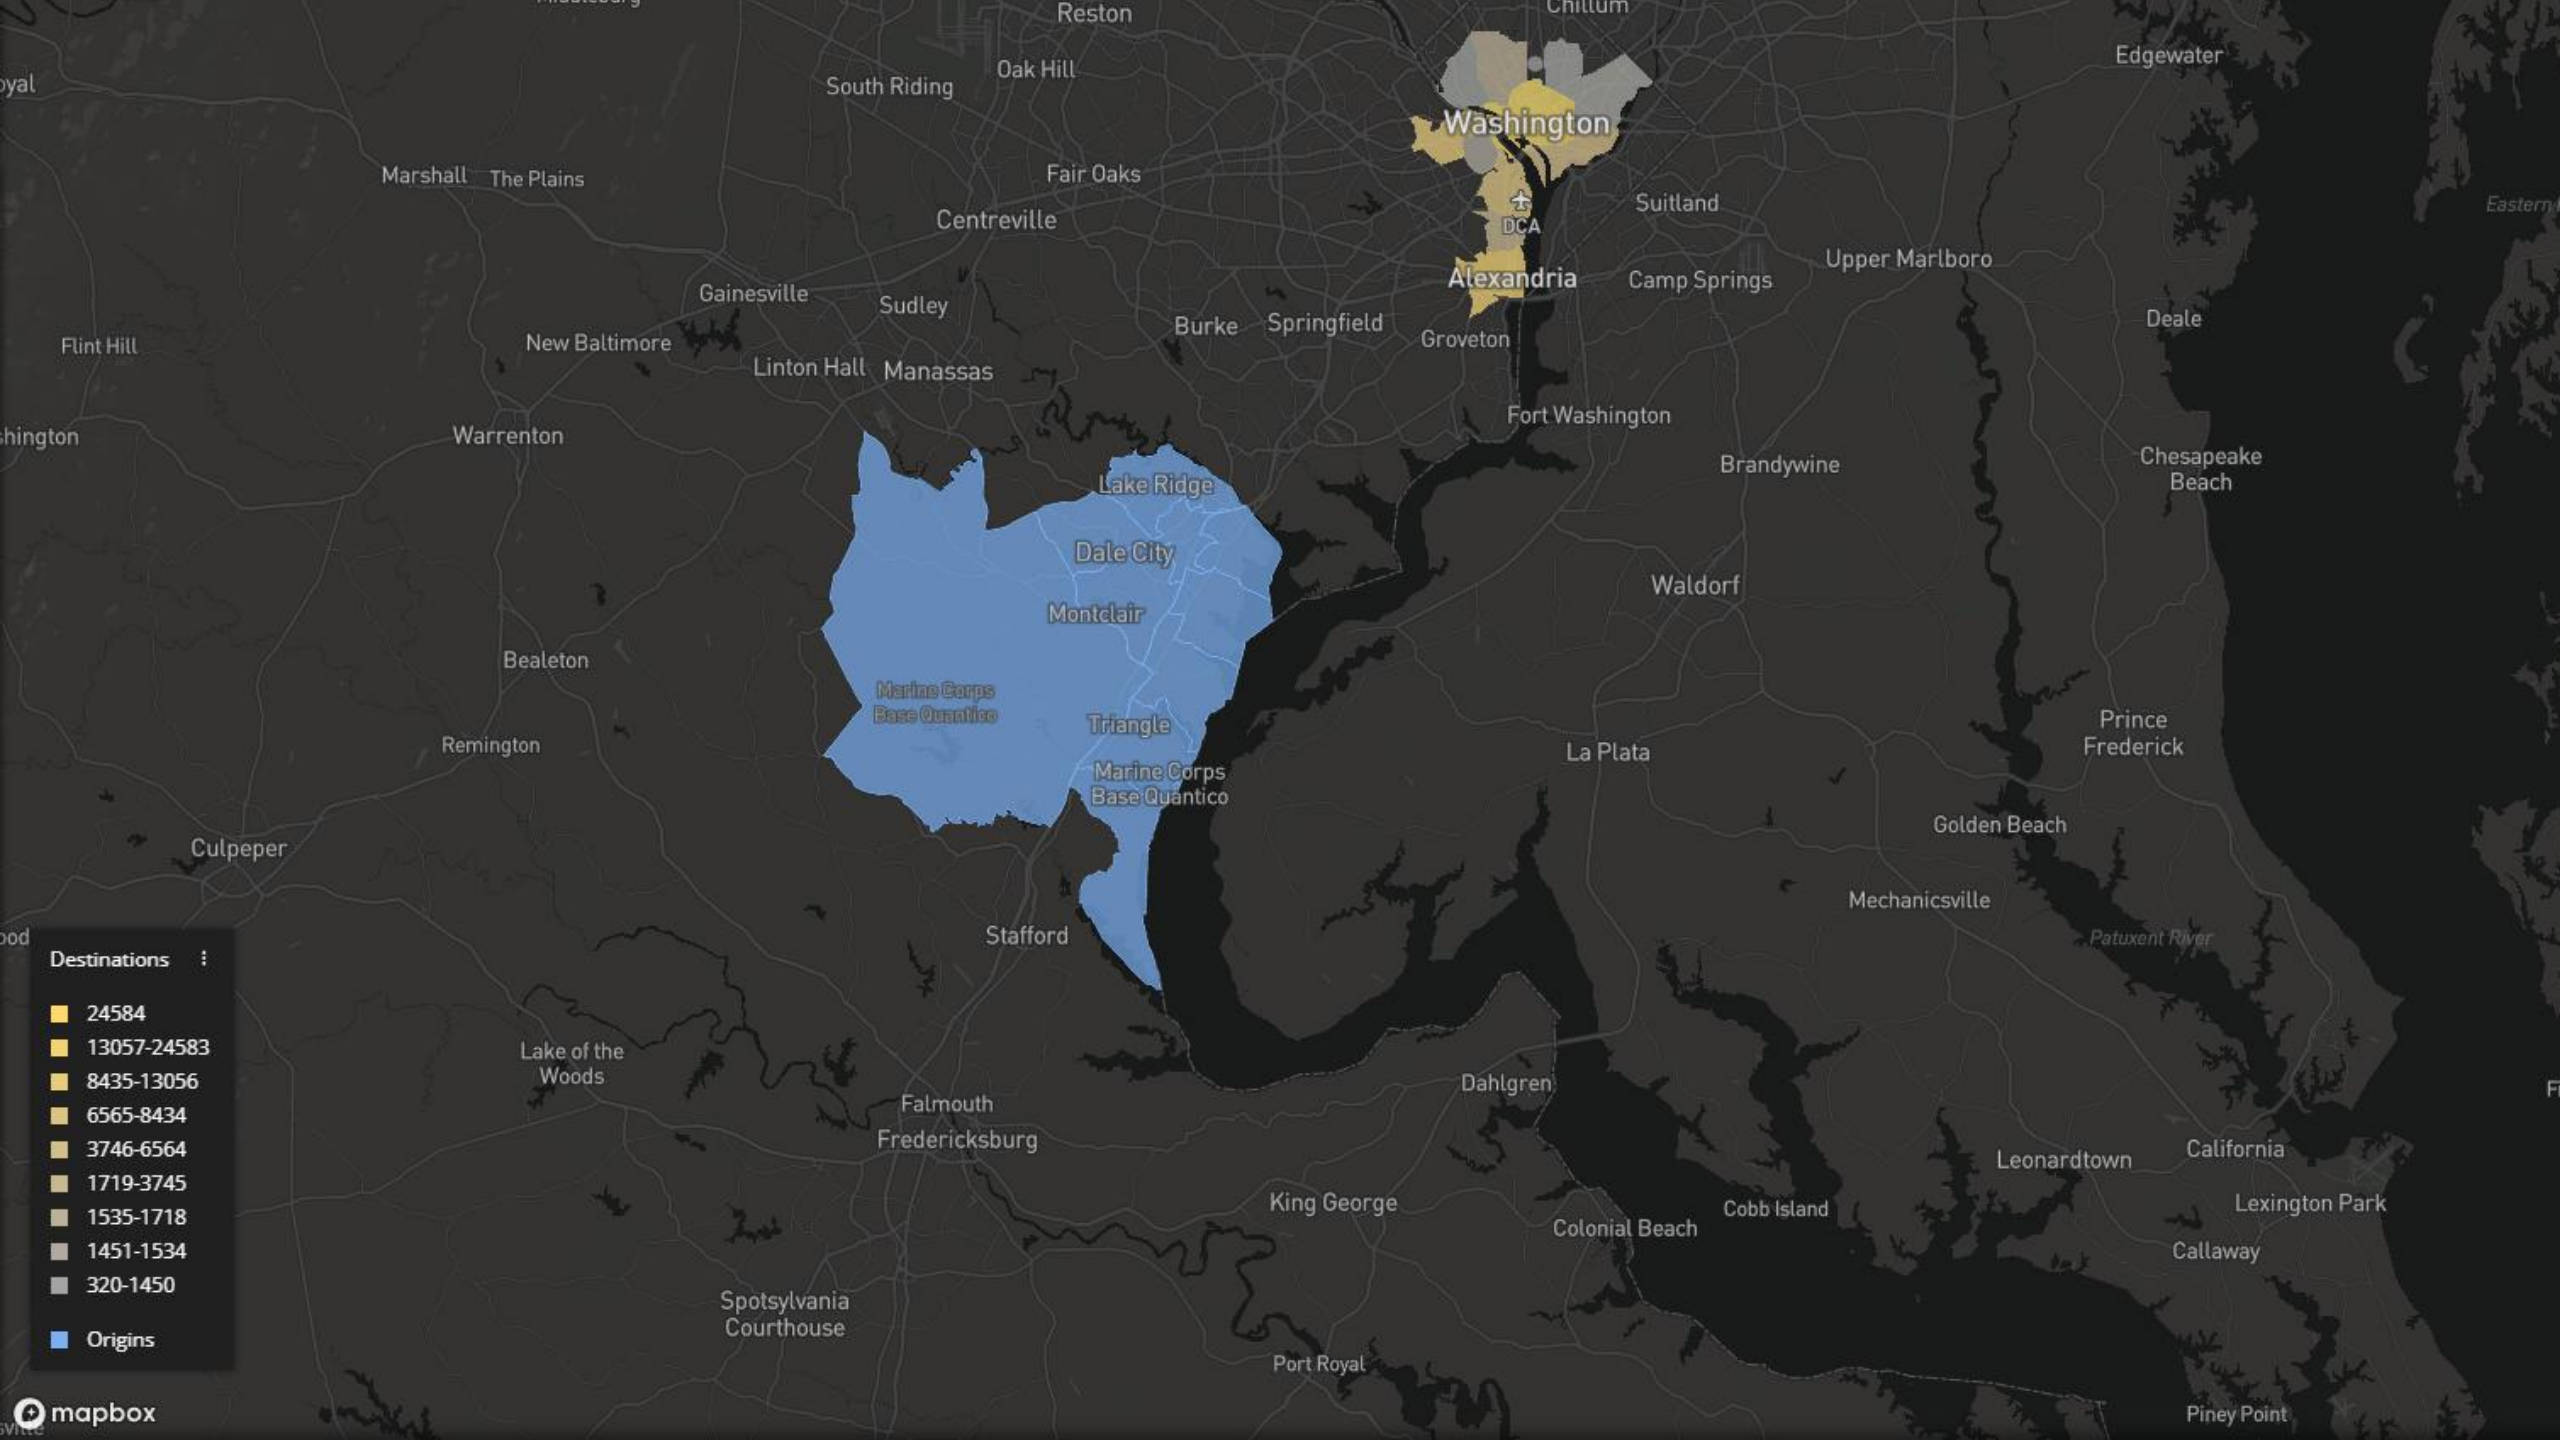 Reston
Chillum
Edgewater
Oak Hill
South Riding
Washington
Marshall
The Plains
Fair Oaks
Suitland
Eastern
Centreville
DCA
Upper Marlboro
Alexandria
Camp Springs
Gainesville
Sudley
Burke
Springfield
Deale
Flint Hill
New Baltimore
Groveton
Linton Hall
Manassas
Fort Washington
Warrenton
Brandywine
Chesapeake
Beach
Lake Ridge
Dale City
Waldorf
Montclair
Bealeton
Marine Corps
Base Quantico
Triangle
Remington
La Plata
Prince
Frederick
Marine Corps
Base Quantico
Golden Beach
Culpeper
Mechanicsville
Stafford
Patuxent River
Destinations
24584
13057-24583
8435-13056
6565-8434
3746-6564
1719-3745
1535-1718
1451-1534
320-1450
Origins
Lake of the
Woods
Dahlgren
Falmouth
Fredericksburg
California
Leonardtown
King George
Cobb Island
Lexington Park
Colonial Beach
Callaway
Spotsylvania
Courthouse
Port Royal
mapbox
Piney Point